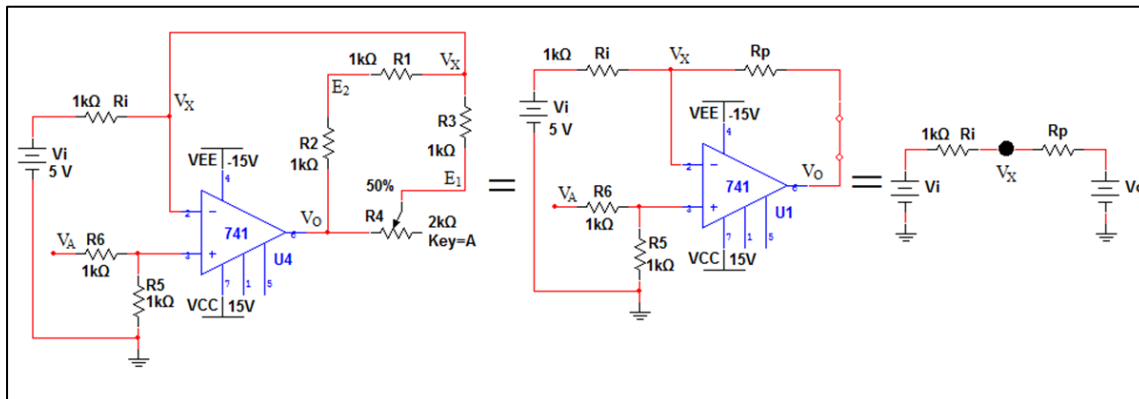 1kΩ R1 VX
E2
1kΩ Ri VX
R2
1kΩ
R3
1kΩ
Vi
5 V
VEE -15V
4
50%
E1
2
741
6
VO
R4
2kΩ
Key=A
VA
R6
1kΩ
3
U4
R5
1kΩ
7
1
5
VCC 15V
=
1kΩ Ri VX Rp
Vi
5 V
VEE -15V
4
2
741
6
VO
VA
R6
1kΩ
3
U1
R5
1kΩ
7
1
5
VCC 15V
=
1kΩ Ri Rp
VX
Vi